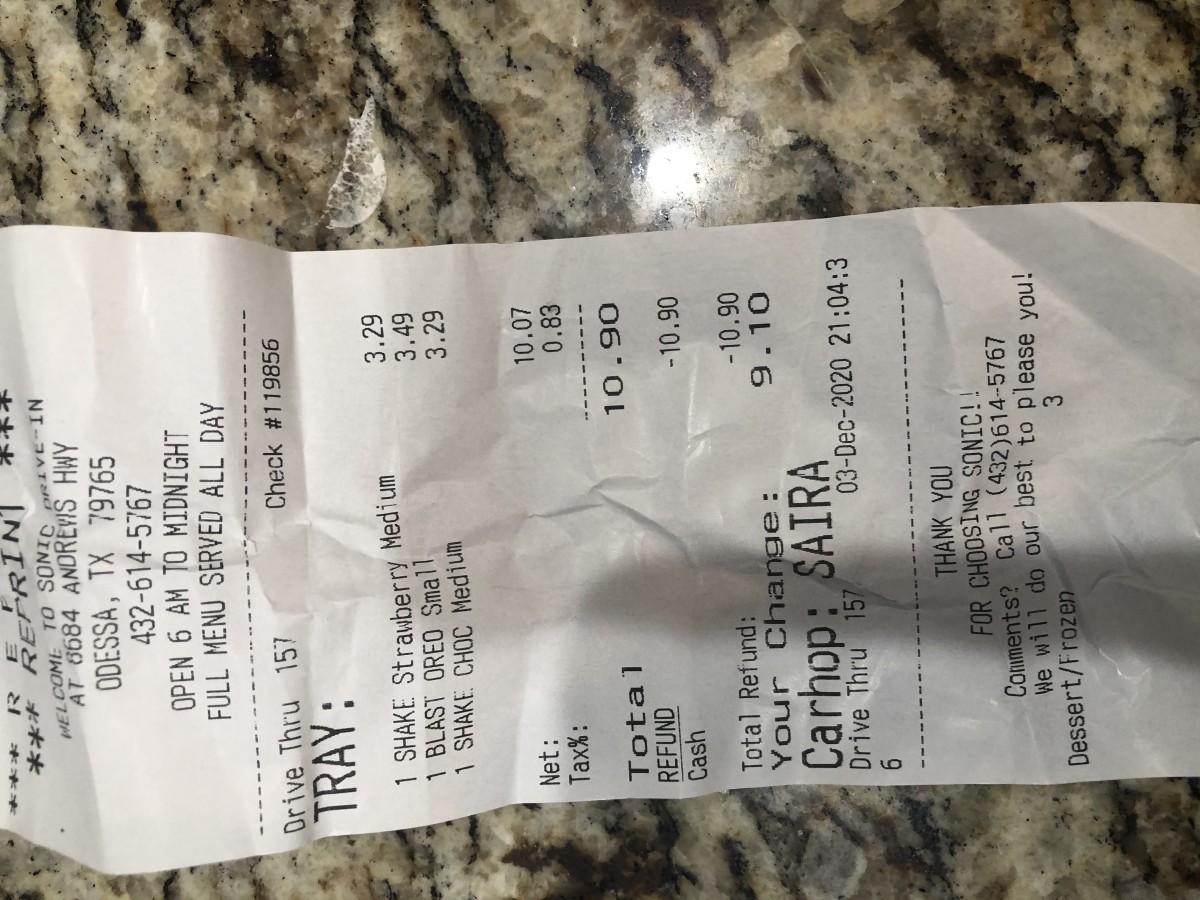 *** R E P R I N T ***
*** REPRINT ***
WELCOME TO SONIC DRIVE-IN
AT 8684 ANDREWS HWY
ODESSA, TX 79765
432-614-5767
OPEN 6 AM TO MIDNIGHT
FULL MENU SERVED ALL DAY
--------------------------------
Drive Thru 157 Check #119856
TRAY:
1 SHAKE Strawberry Medium 3.29
1 BLAST OREO Small 3.49
1 SHAKE CHOC Medium 3.29
Net: 10.07
Tax%: 0.83
----------
Total 10.90
REFUND
Cash -10.90
Total Refund: -10.90
Your Change: 9.10
Carhop: SAIRA
Drive Thru 157 03-Dec-2020 21:04:3
6
--------------------------------
THANK YOU
FOR CHOOSING SONIC!!
Comments? Call (432)614-5767
We will do our best to please you!
Dessert/Frozen 3